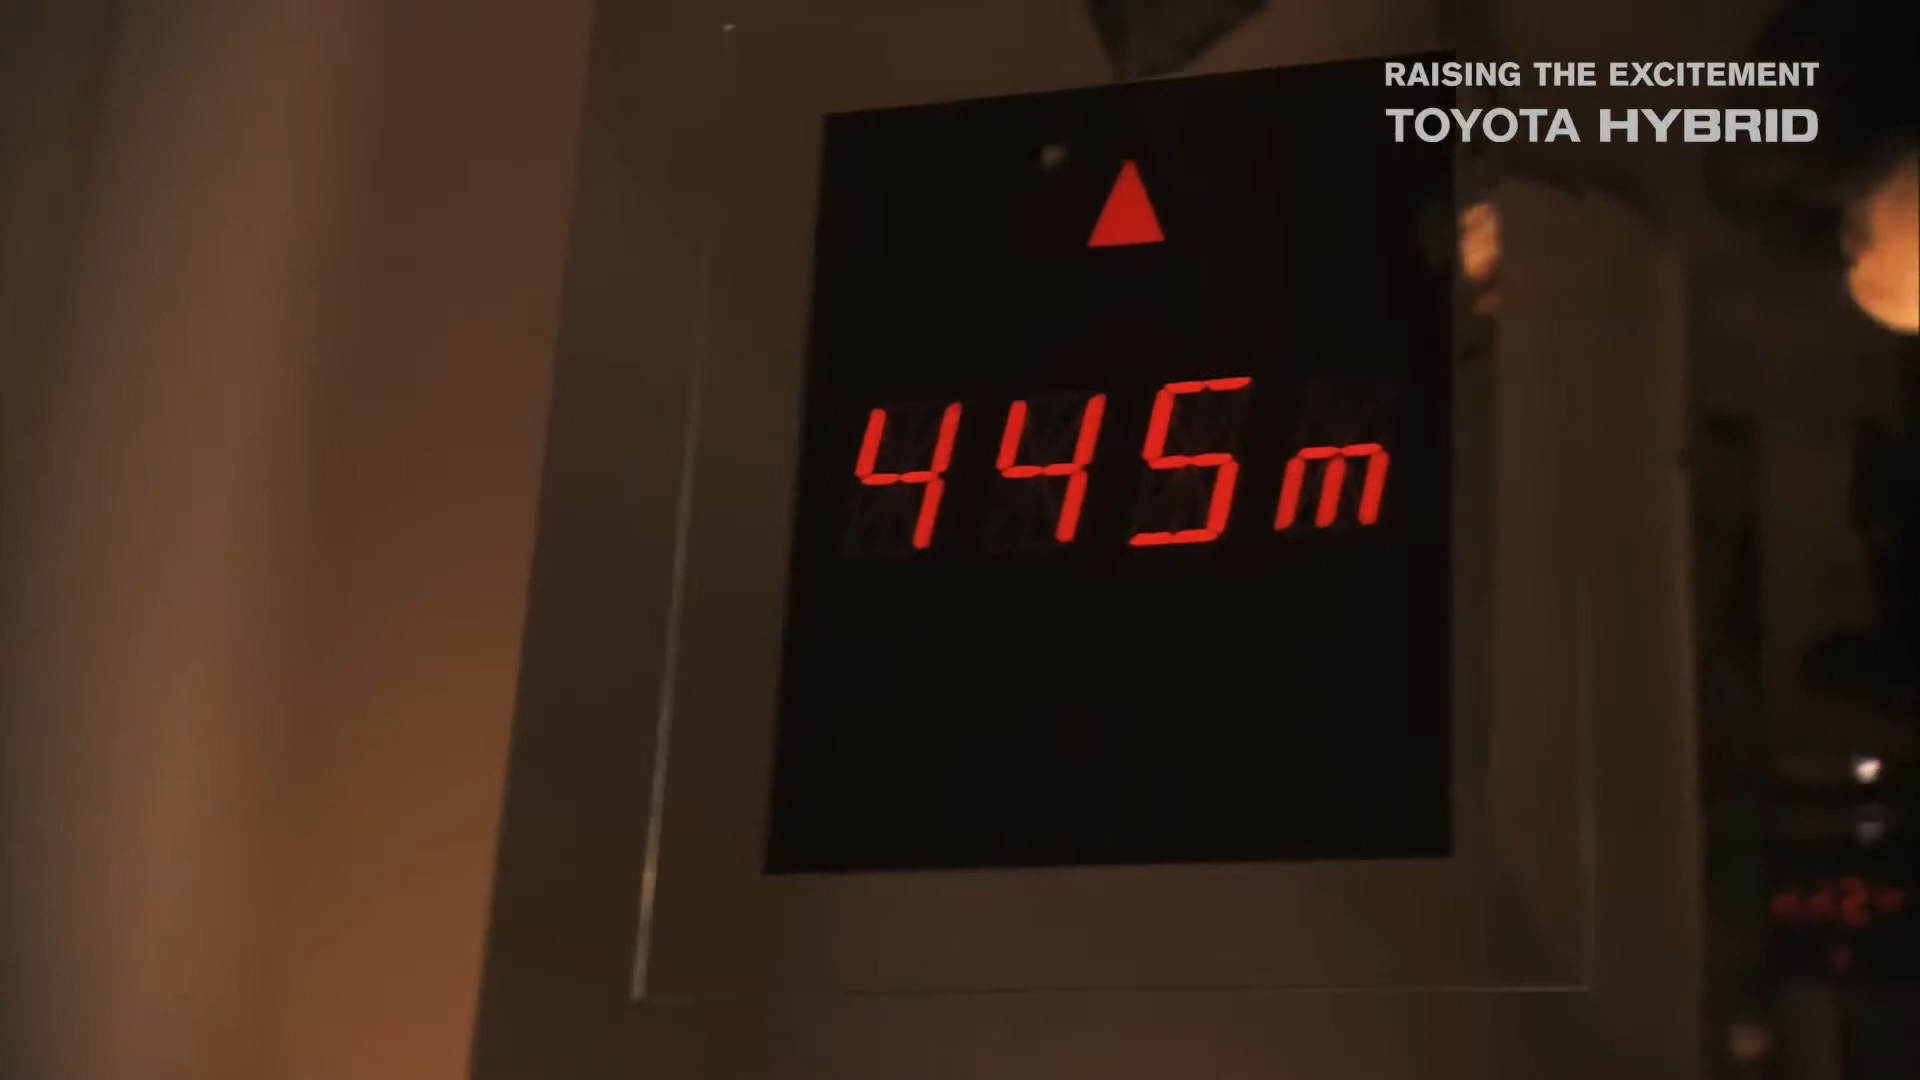 RAISING THE EXCITEMENT
TOYOTA HYBRID
▲
445m